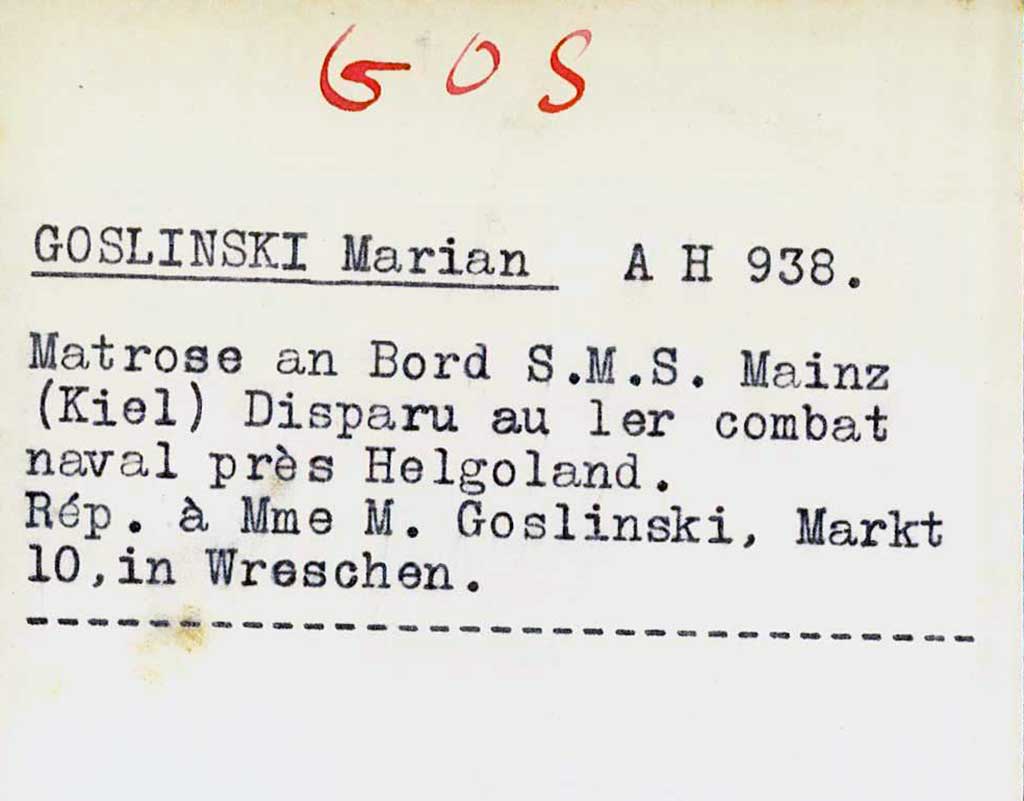 GOS
GOSLINSKI Marian A H 938.
Matrose an Bord S.M.S. Mainz
(Kiel) Disparu au 1er combat
naval près Helgoland.
Rép. à Mme M. Goslinski, Markt
10,in Wreschen.